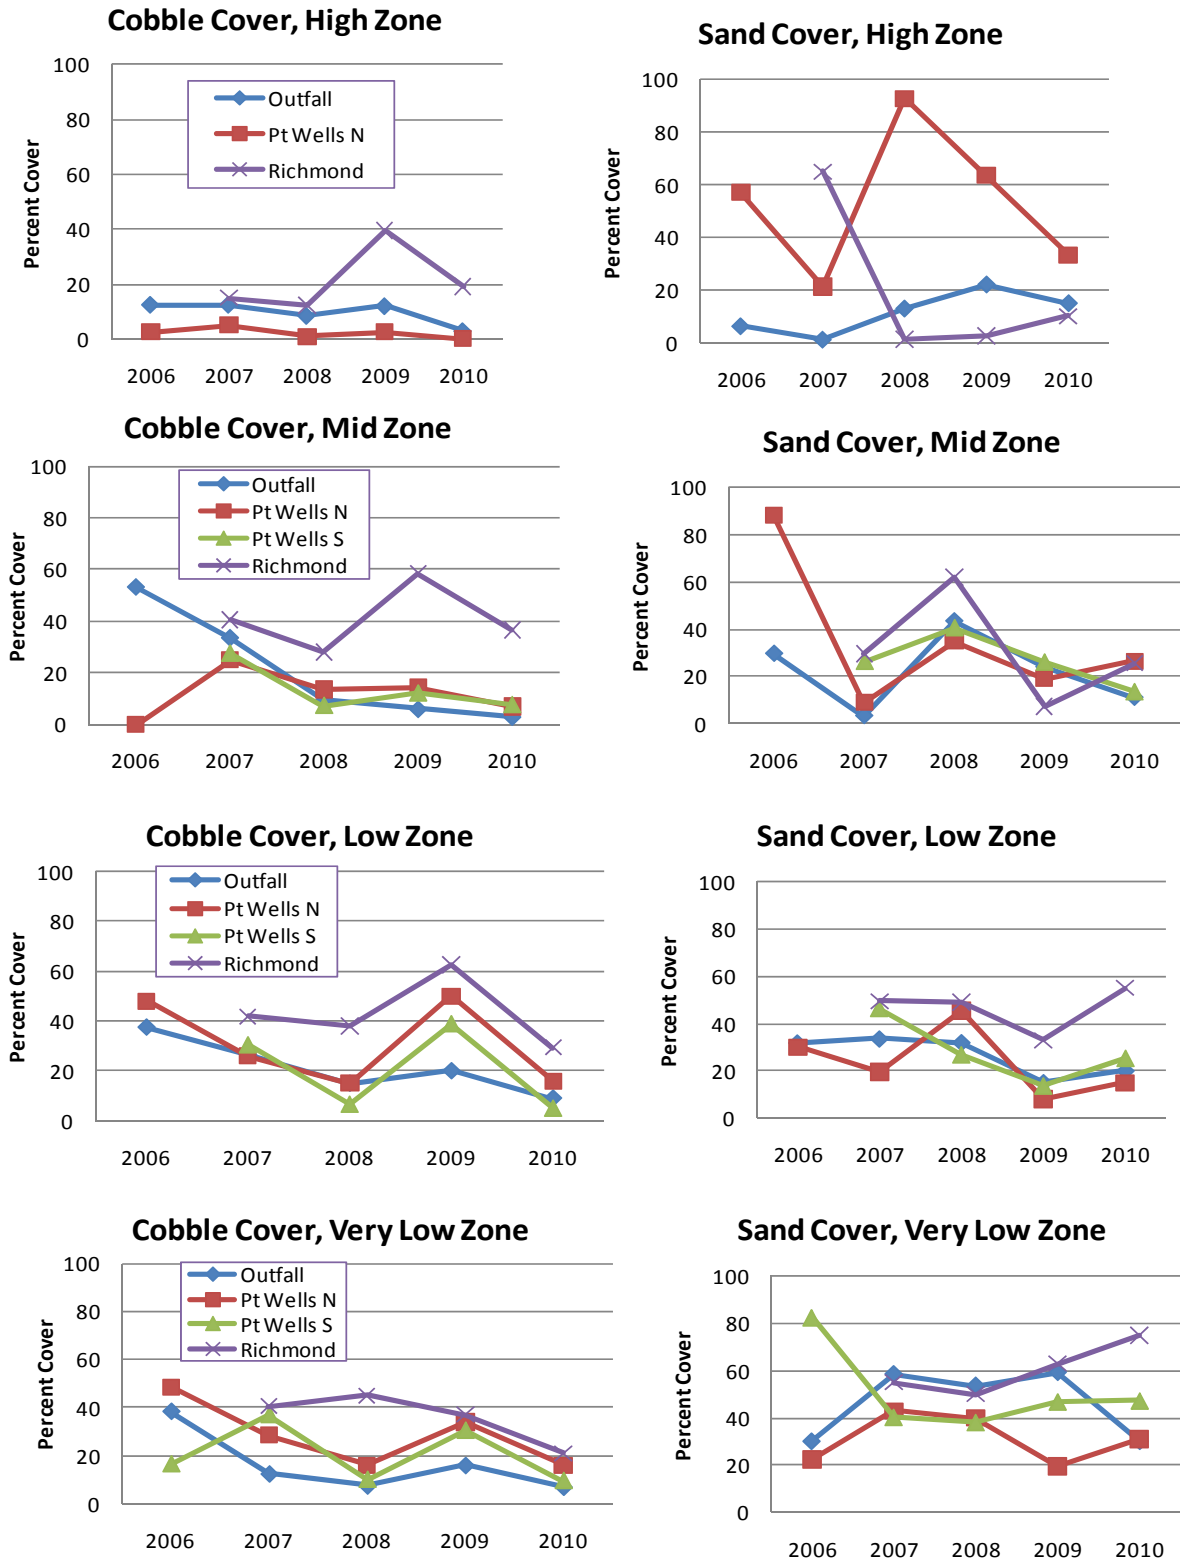 Cobble Cover, High Zone
Percent Cover
100
80
60
40
20
0
Outfall
Pt Wells N
Richmond
2006 2007 2008 2009 2010
Sand Cover, High Zone
Percent Cover
100
80
60
40
20
0
2006 2007 2008 2009 2010
Cobble Cover, Mid Zone
Percent Cover
100
80
60
40
20
0
Outfall
Pt Wells N
Pt Wells S
Richmond
2006 2007 2008 2009 2010
Sand Cover, Mid Zone
Percent Cover
100
80
60
40
20
0
2006 2007 2008 2009 2010
Cobble Cover, Low Zone
Percent Cover
100
80
60
40
20
0
Outfall
Pt Wells N
Pt Wells S
Richmond
2006 2007 2008 2009 2010
Sand Cover, Low Zone
Percent Cover
100
80
60
40
20
0
2006 2007 2008 2009 2010
Cobble Cover, Very Low Zone
Percent Cover
100
80
60
40
20
0
Outfall
Pt Wells N
Pt Wells S
Richmond
2006 2007 2008 2009 2010
Sand Cover, Very Low Zone
Percent Cover
100
80
60
40
20
0
2006 2007 2008 2009 2010